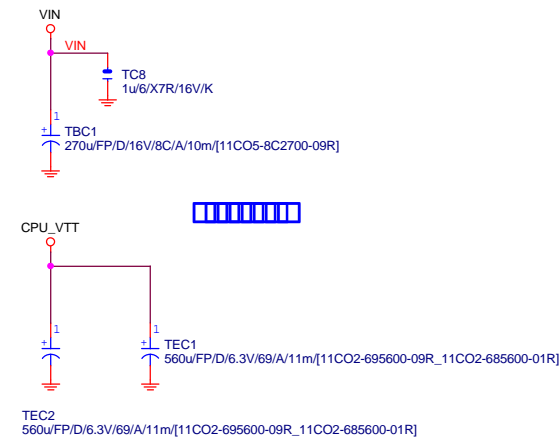 VIN
VIN
TC8
1u/6/X7R/16V/K
1
+
TBC1
270u/FP/D/16V/8C/A/10m/[11CO5-8C2700-09R]
CPU_VTT
1
+
1
+
TEC1
560u/FP/D/6.3V/69/A/11m/[11CO2-695600-09R_11CO2-685600-01R]
TEC2
560u/FP/D/6.3V/69/A/11m/[11CO2-695600-09R_11CO2-685600-01R]